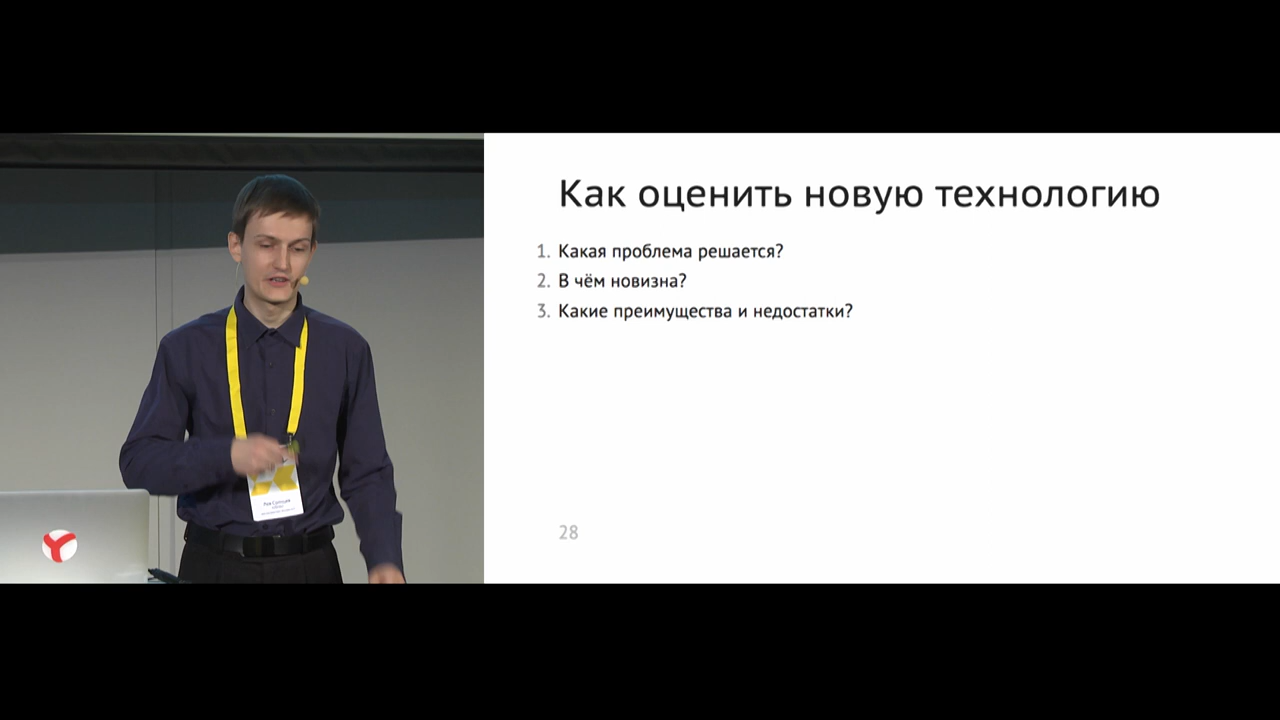 Как оценить новую технологию
1. Какая проблема решается?
2. В чём новизна?
3. Какие преимущества и недостатки?
28